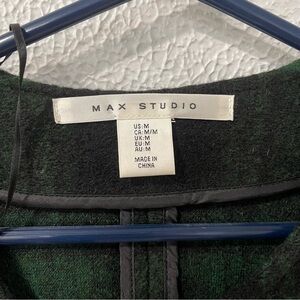 MAX STUDIO
US:M
CA:M/M
UK:M
EU:M
AU:M
MADE IN
CHINA